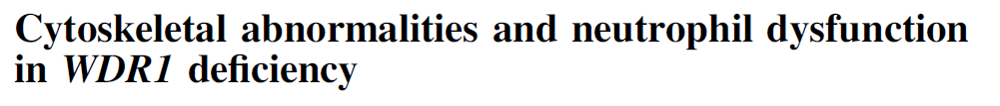 Cytoskeletal abnormalities and neutrophil dysfunction
in WDR1 deficiency